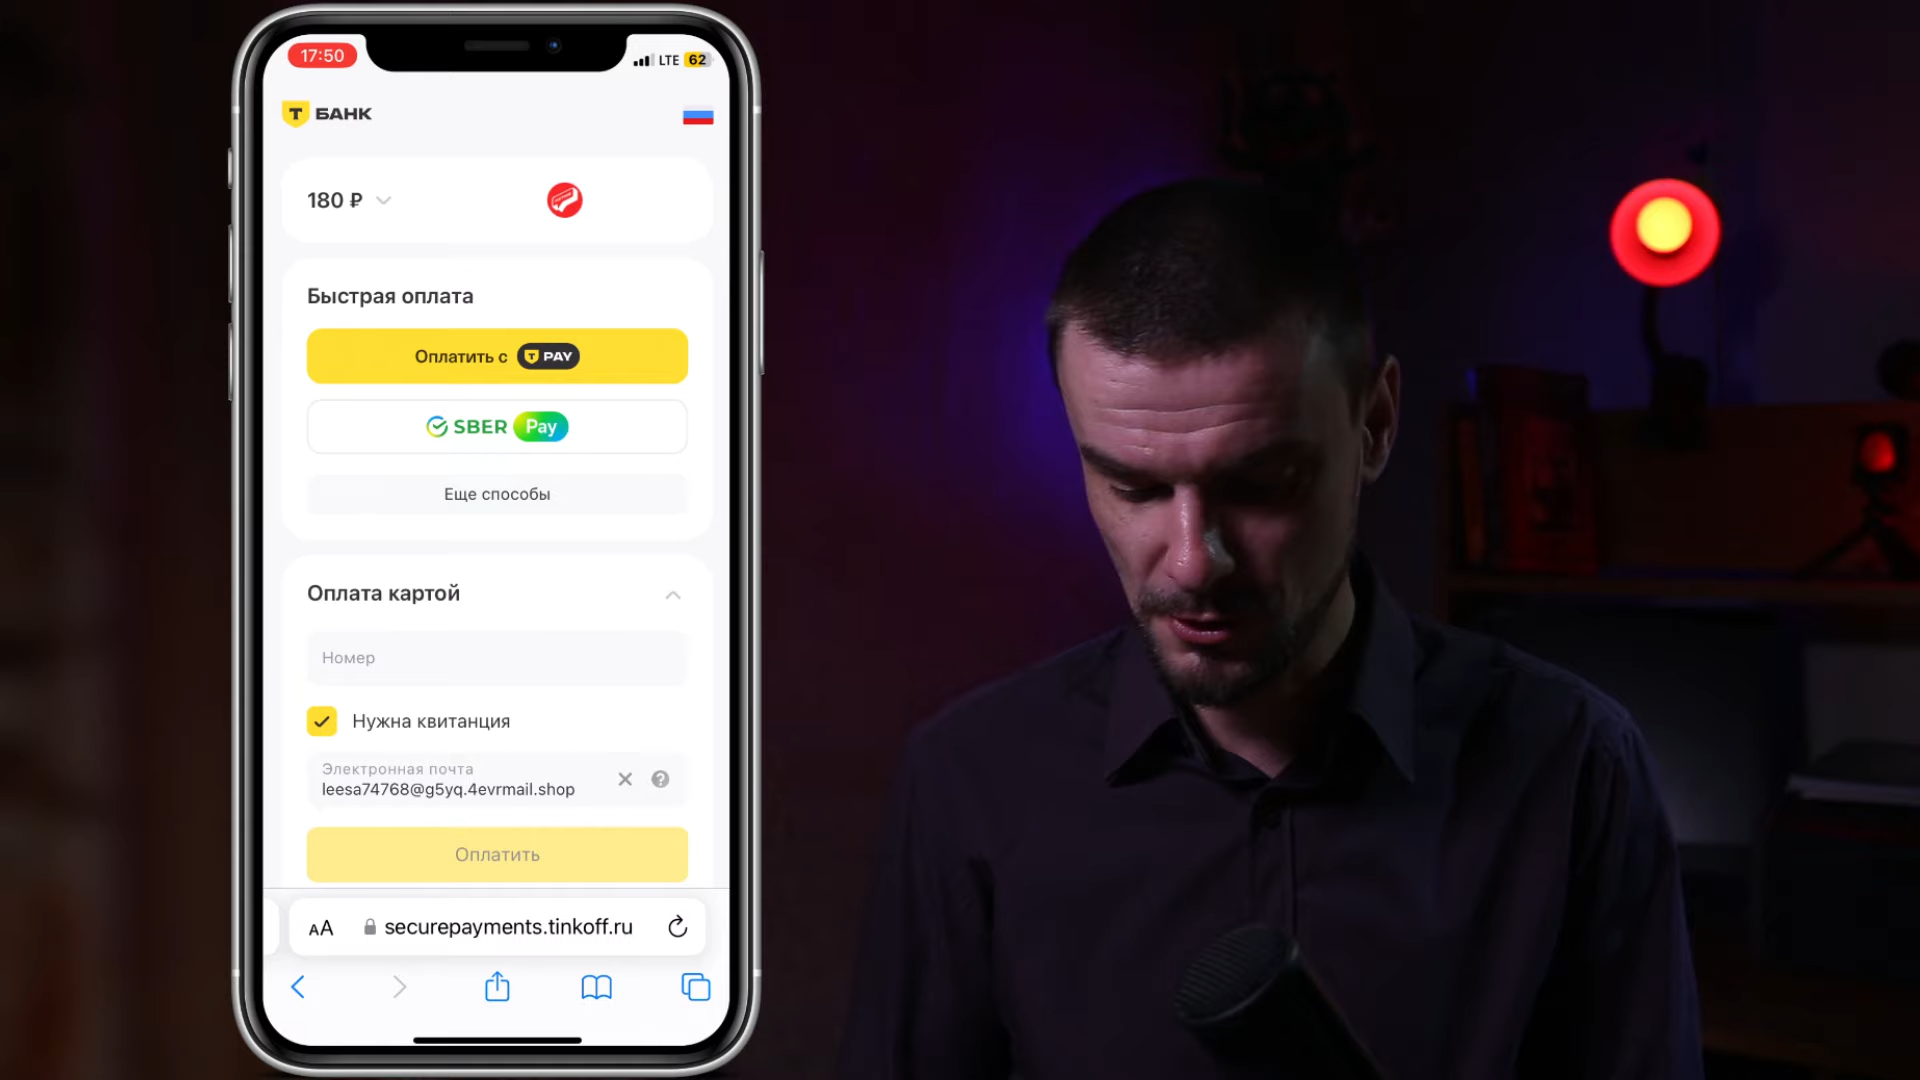 17:50
LTE 62
Т БАНК
180 ₽
Быстрая оплата
Оплатить с T PAY
SBER Pay
Еще способы
Оплата картой
Номер
Нужна квитанция
Электронная почта
leesa74768@g5yq.4evrmail.shop
Оплатить
AA securepayments.tinkoff.ru